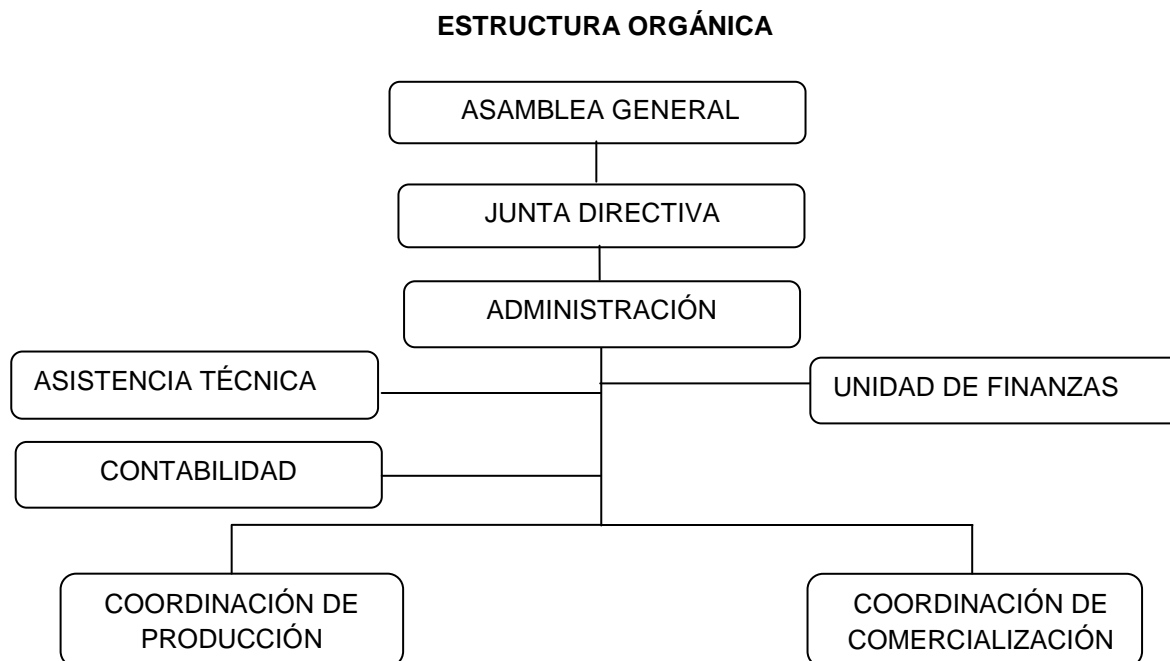 ESTRUCTURA ORGÁNICA
ASAMBLEA GENERAL
JUNTA DIRECTIVA
ADMINISTRACIÓN
ASISTENCIA TÉCNICA
UNIDAD DE FINANZAS
CONTABILIDAD
COORDINACIÓN DE
PRODUCCIÓN
COORDINACIÓN DE
COMERCIALIZACIÓN